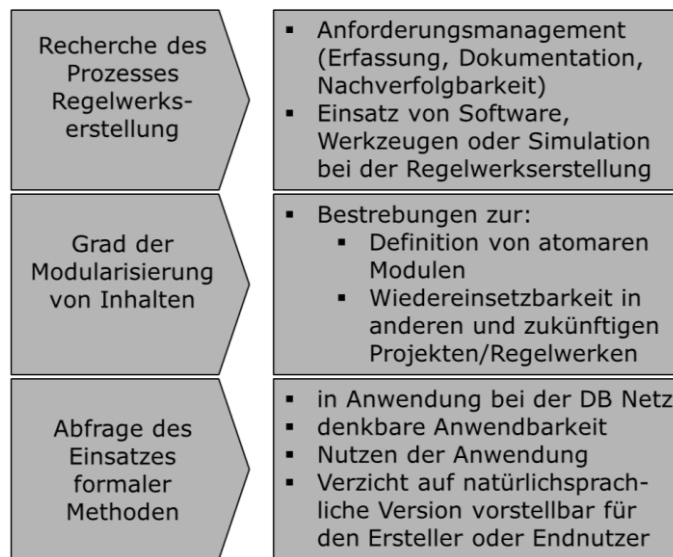 Recherche des
Prozesses
Regelwerks-
erstellung
▪ Anforderungsmanagement
(Erfassung, Dokumentation,
Nachverfolgbarkeit)
▪ Einsatz von Software,
Werkzeugen oder Simulation
bei der Regelwerkserstellung
Grad der
Modularisierung
von Inhalten
▪ Bestrebungen zur:
▪ Definition von atomaren
Modulen
▪ Wiedereinsetzbarkeit in
anderen und zukünftigen
Projekten/Regelwerken
Abfrage des
Einsatzes
formaler
Methoden
▪ in Anwendung bei der DB Netz
▪ denkbare Anwendbarkeit
▪ Nutzen der Anwendung
▪ Verzicht auf natürlichsprach-
liche Version vorstellbar für
den Ersteller oder Endnutzer